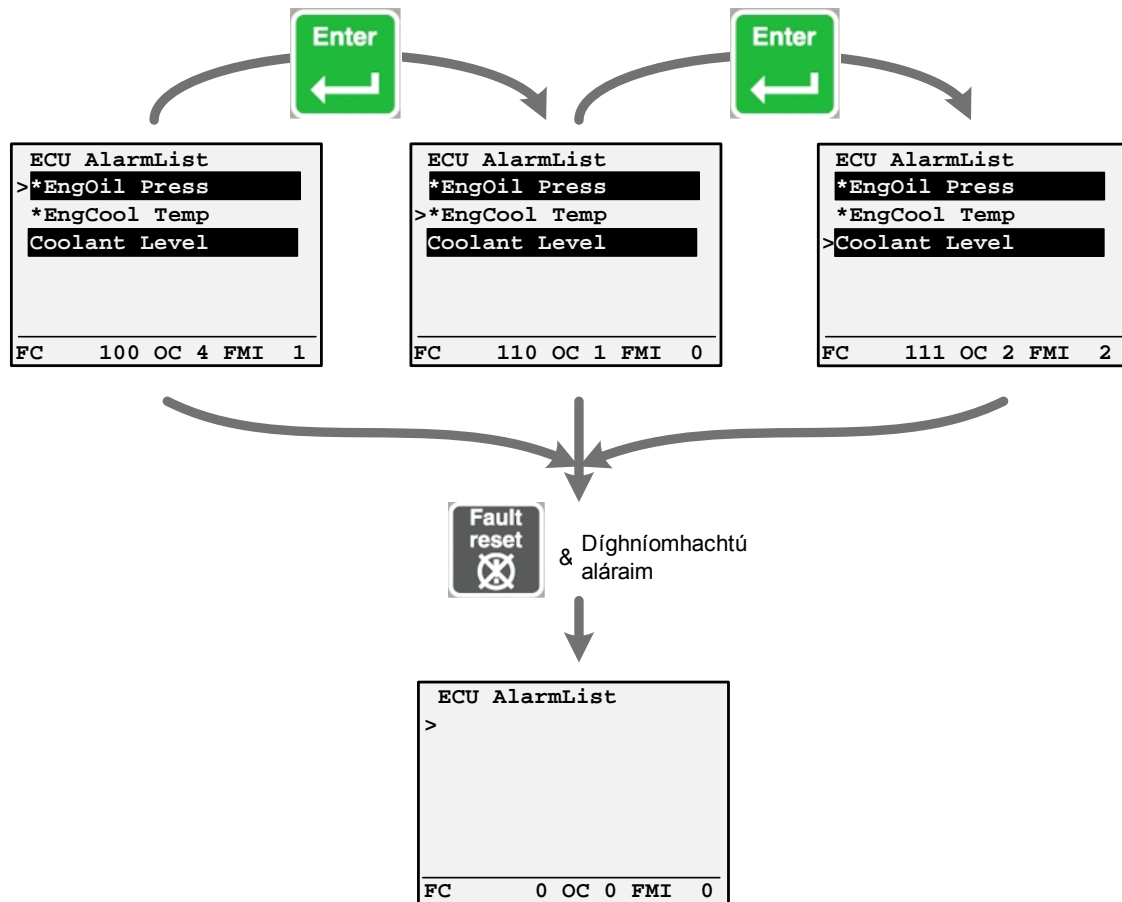 Enter
Enter
ECU AlarmList
>*EngOil Press
*EngCool Temp
Coolant Level
FC 100 OC 4 FMI 1
ECU AlarmList
*EngOil Press
>*EngCool Temp
Coolant Level
FC 110 OC 1 FMI 0
ECU AlarmList
*EngOil Press
*EngCool Temp
>Coolant Level
FC 111 OC 2 FMI 2
Fault
reset
& Díghníomhachtú
aláraim
ECU AlarmList
>
FC 0 OC 0 FMI 0